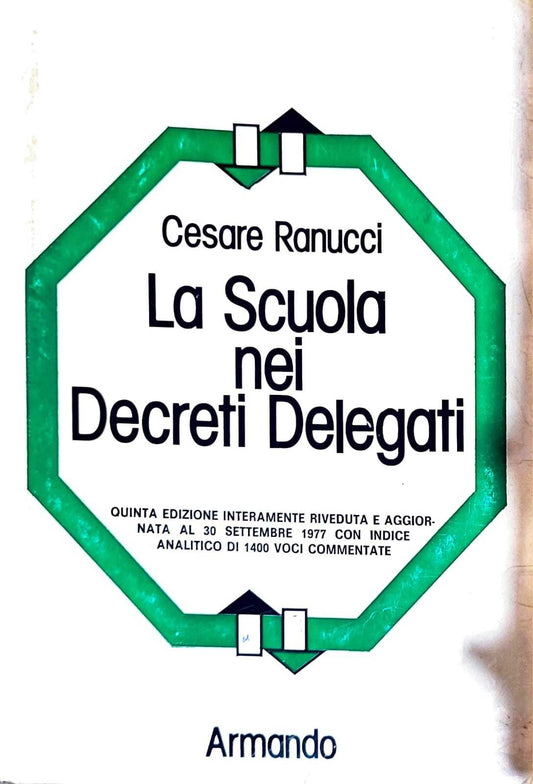 Cesare Ranucci
La Scuola
nei
Decreti Delegati
QUINTA EDIZIONE INTERAMENTE RIVEDUTA E AGGIOR-
NATA AL 30 SETTEMBRE 1977 CON INDICE
ANALITICO DI 1400 VOCI COMMENTATE
Armando